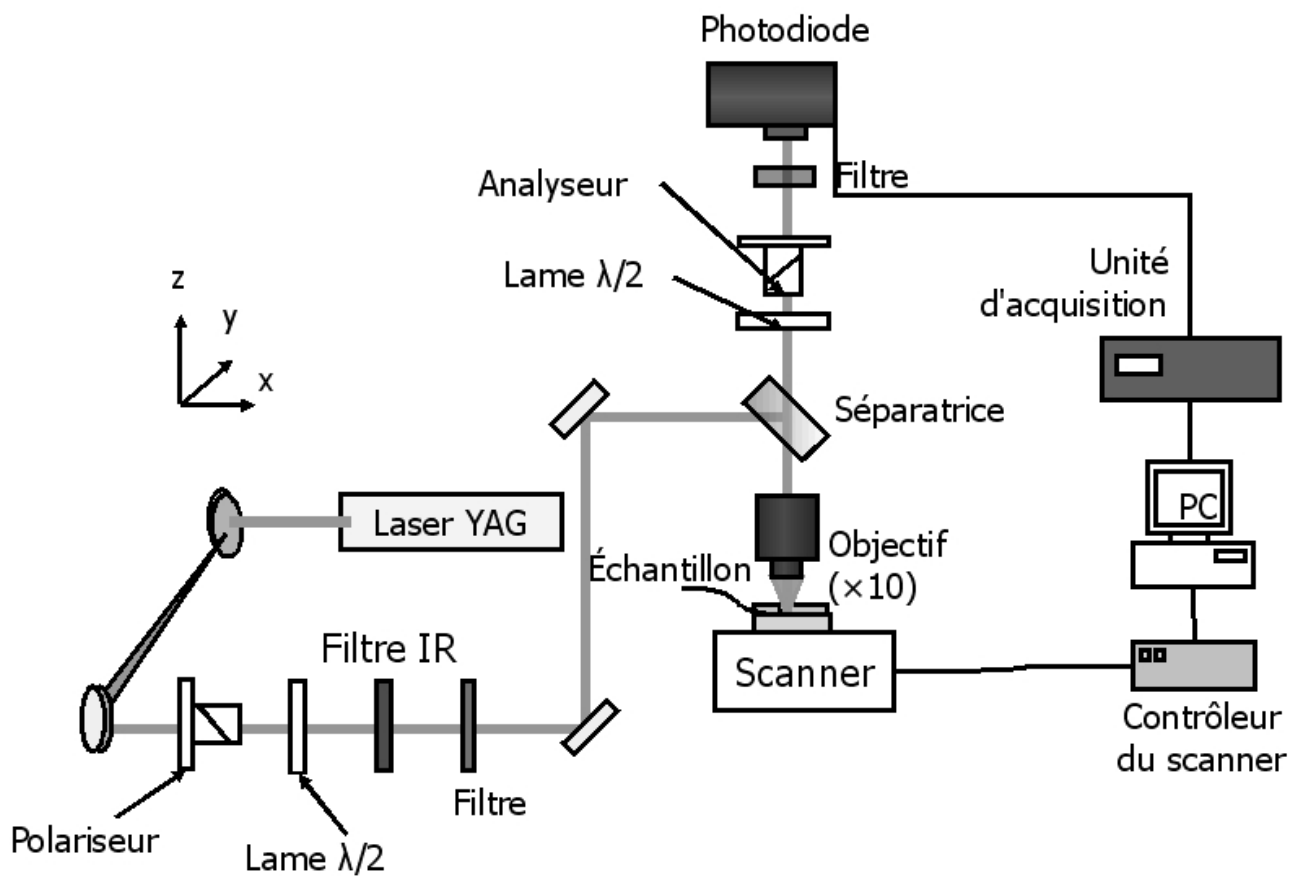 Photodiode
Analyseur
Filtre
Lame λ/2
Unité
d'acquisition
z
y
x
Séparatrice
Laser YAG
PC
Échantillon
Objectif
(×10)
Filtre IR
Scanner
Contrôleur
du scanner
Filtre
Polariseur
Lame λ/2